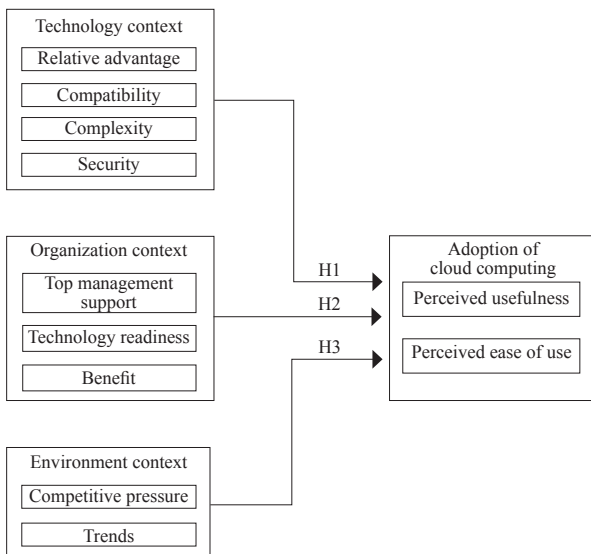 Technology context
Relative advantage
Compatibility
Complexity
Security
Organization context
Top management
support
Technology readiness
Benefit
Environment context
Competitive pressure
Trends
H1
H2
H3
Adoption of
cloud computing
Perceived usefulness
Perceived ease of use